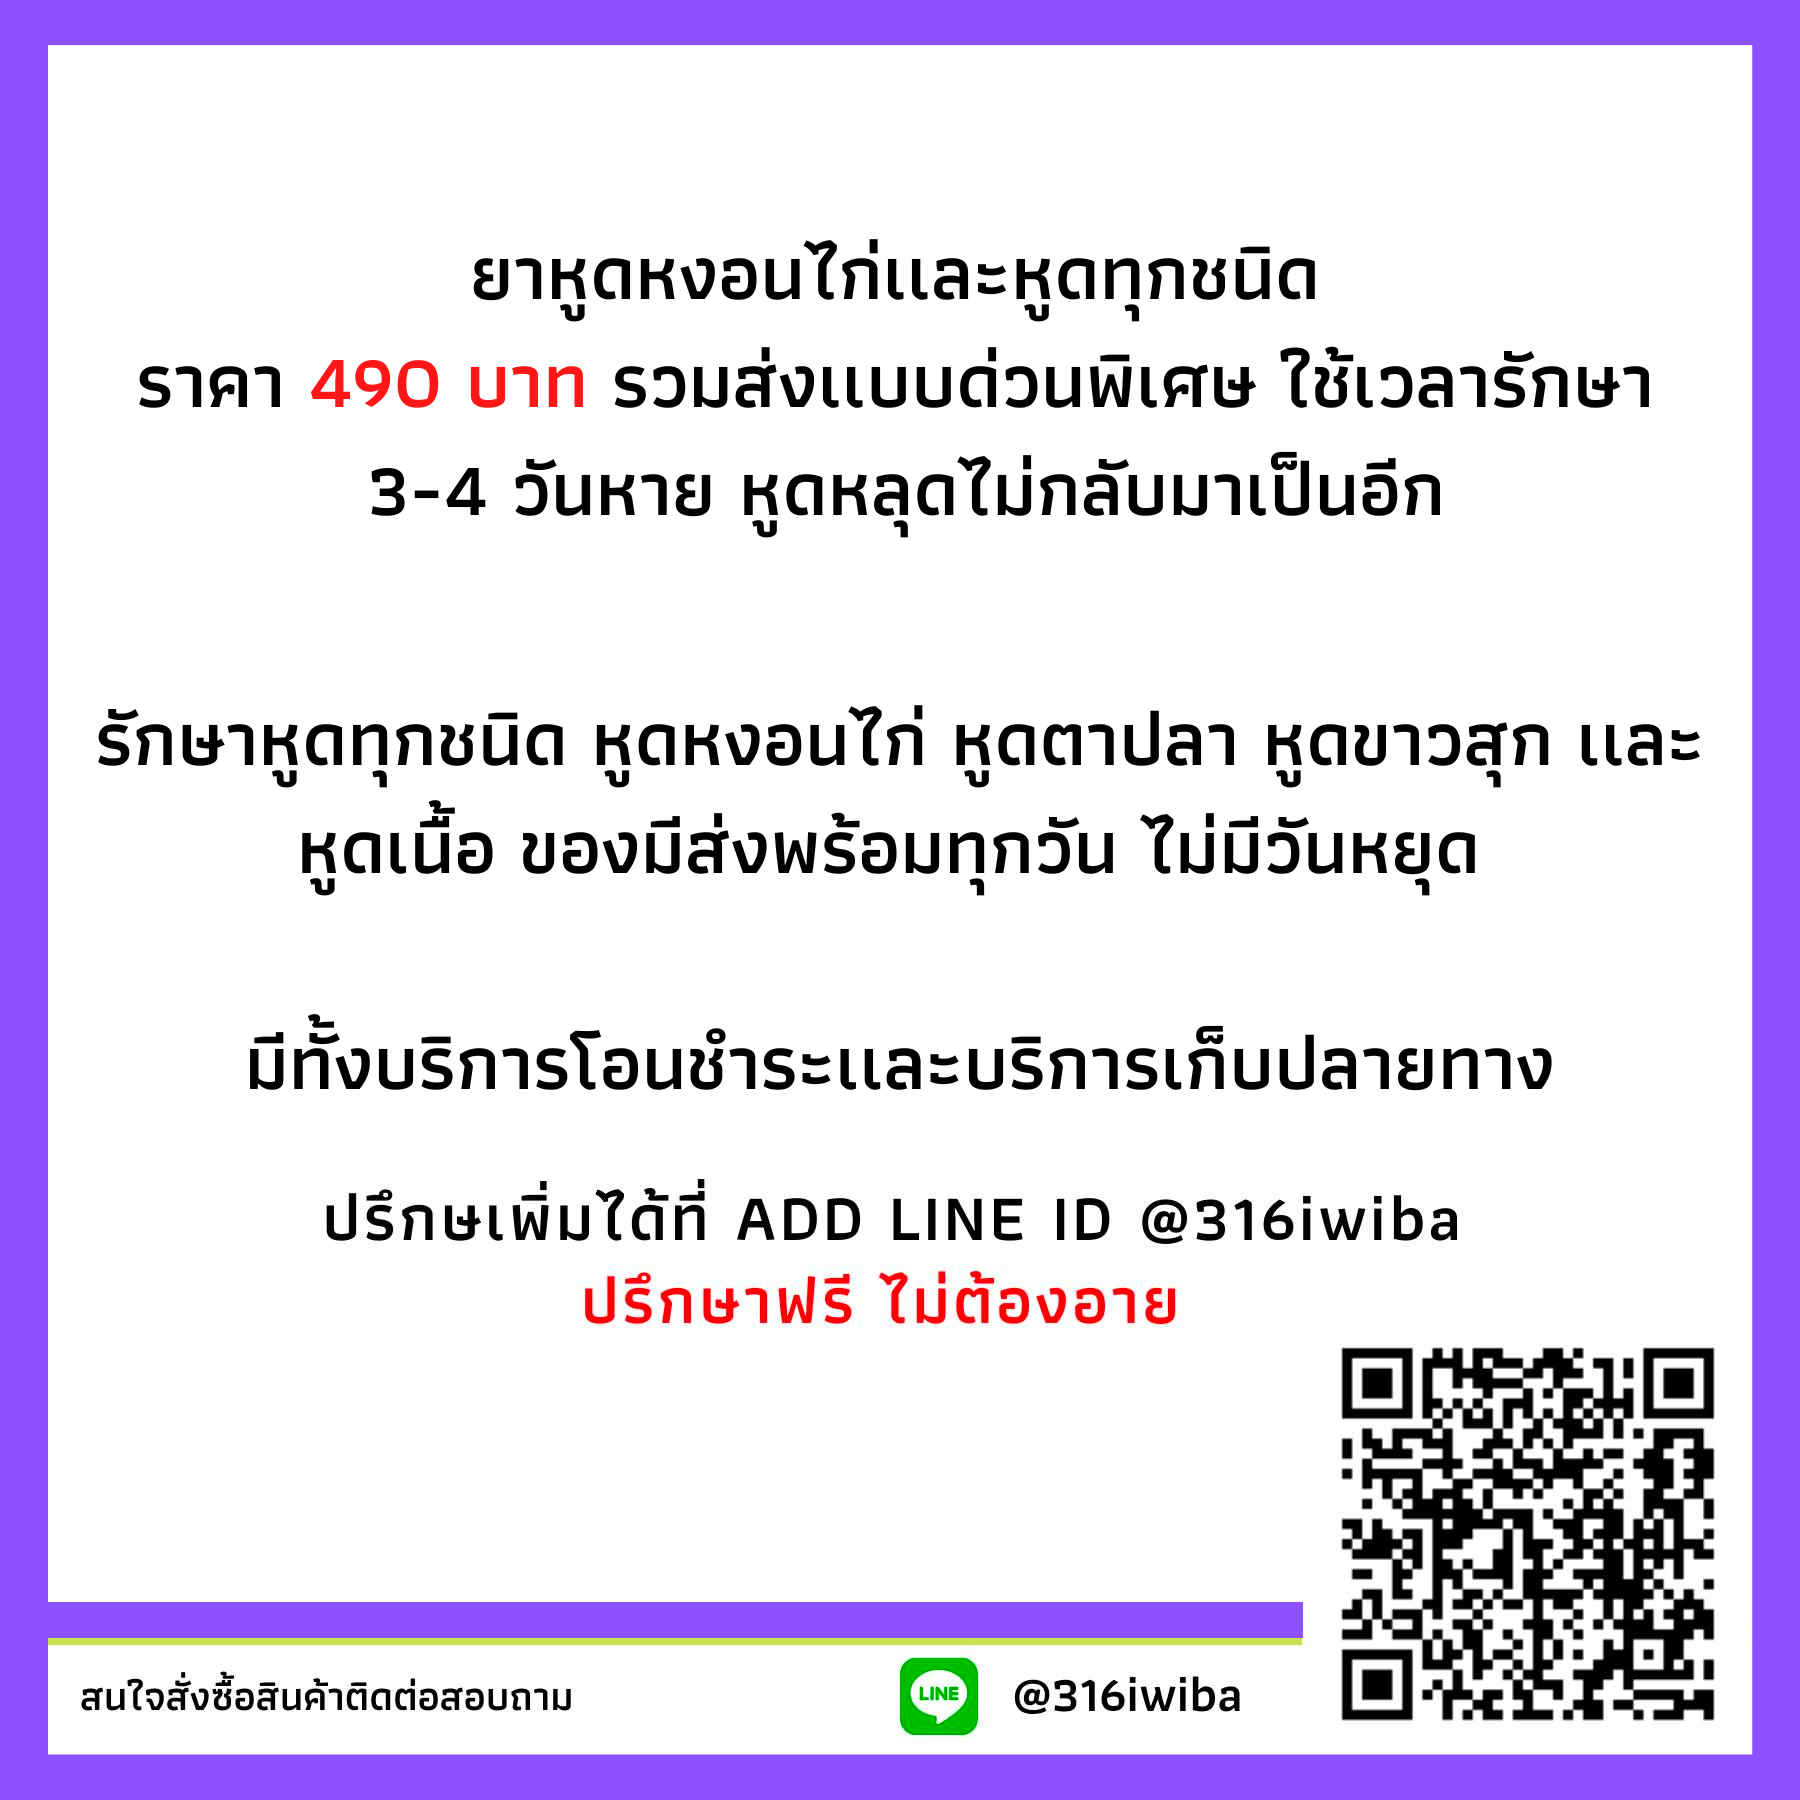 ยาหูดหงอนไก่และหูดทุกชนิด
ราคา 490 บาท รวมส่งแบบด่วนพิเศษ ใช้เวลารักษา
3-4 วันหาย หูดหลุดไม่กลับมาเป็นอีก
รักษาหูดทุกชนิด หูดหงอนไก่ หูดตาปลา หูดขาวสุก และ
หูดเนื้อ ของมีส่งพร้อมทุกวัน ไม่มีวันหยุด
มีทั้งบริการโอนชำระและบริการเก็บปลายทาง
ปรึกษเพิ่มได้ที่ ADD LINE ID @316iwiba
ปรึกษาฟรี ไม่ต้องอาย
สนใจสั่งซื้อสินค้าติดต่อสอบถาม
LINE
@316iwiba